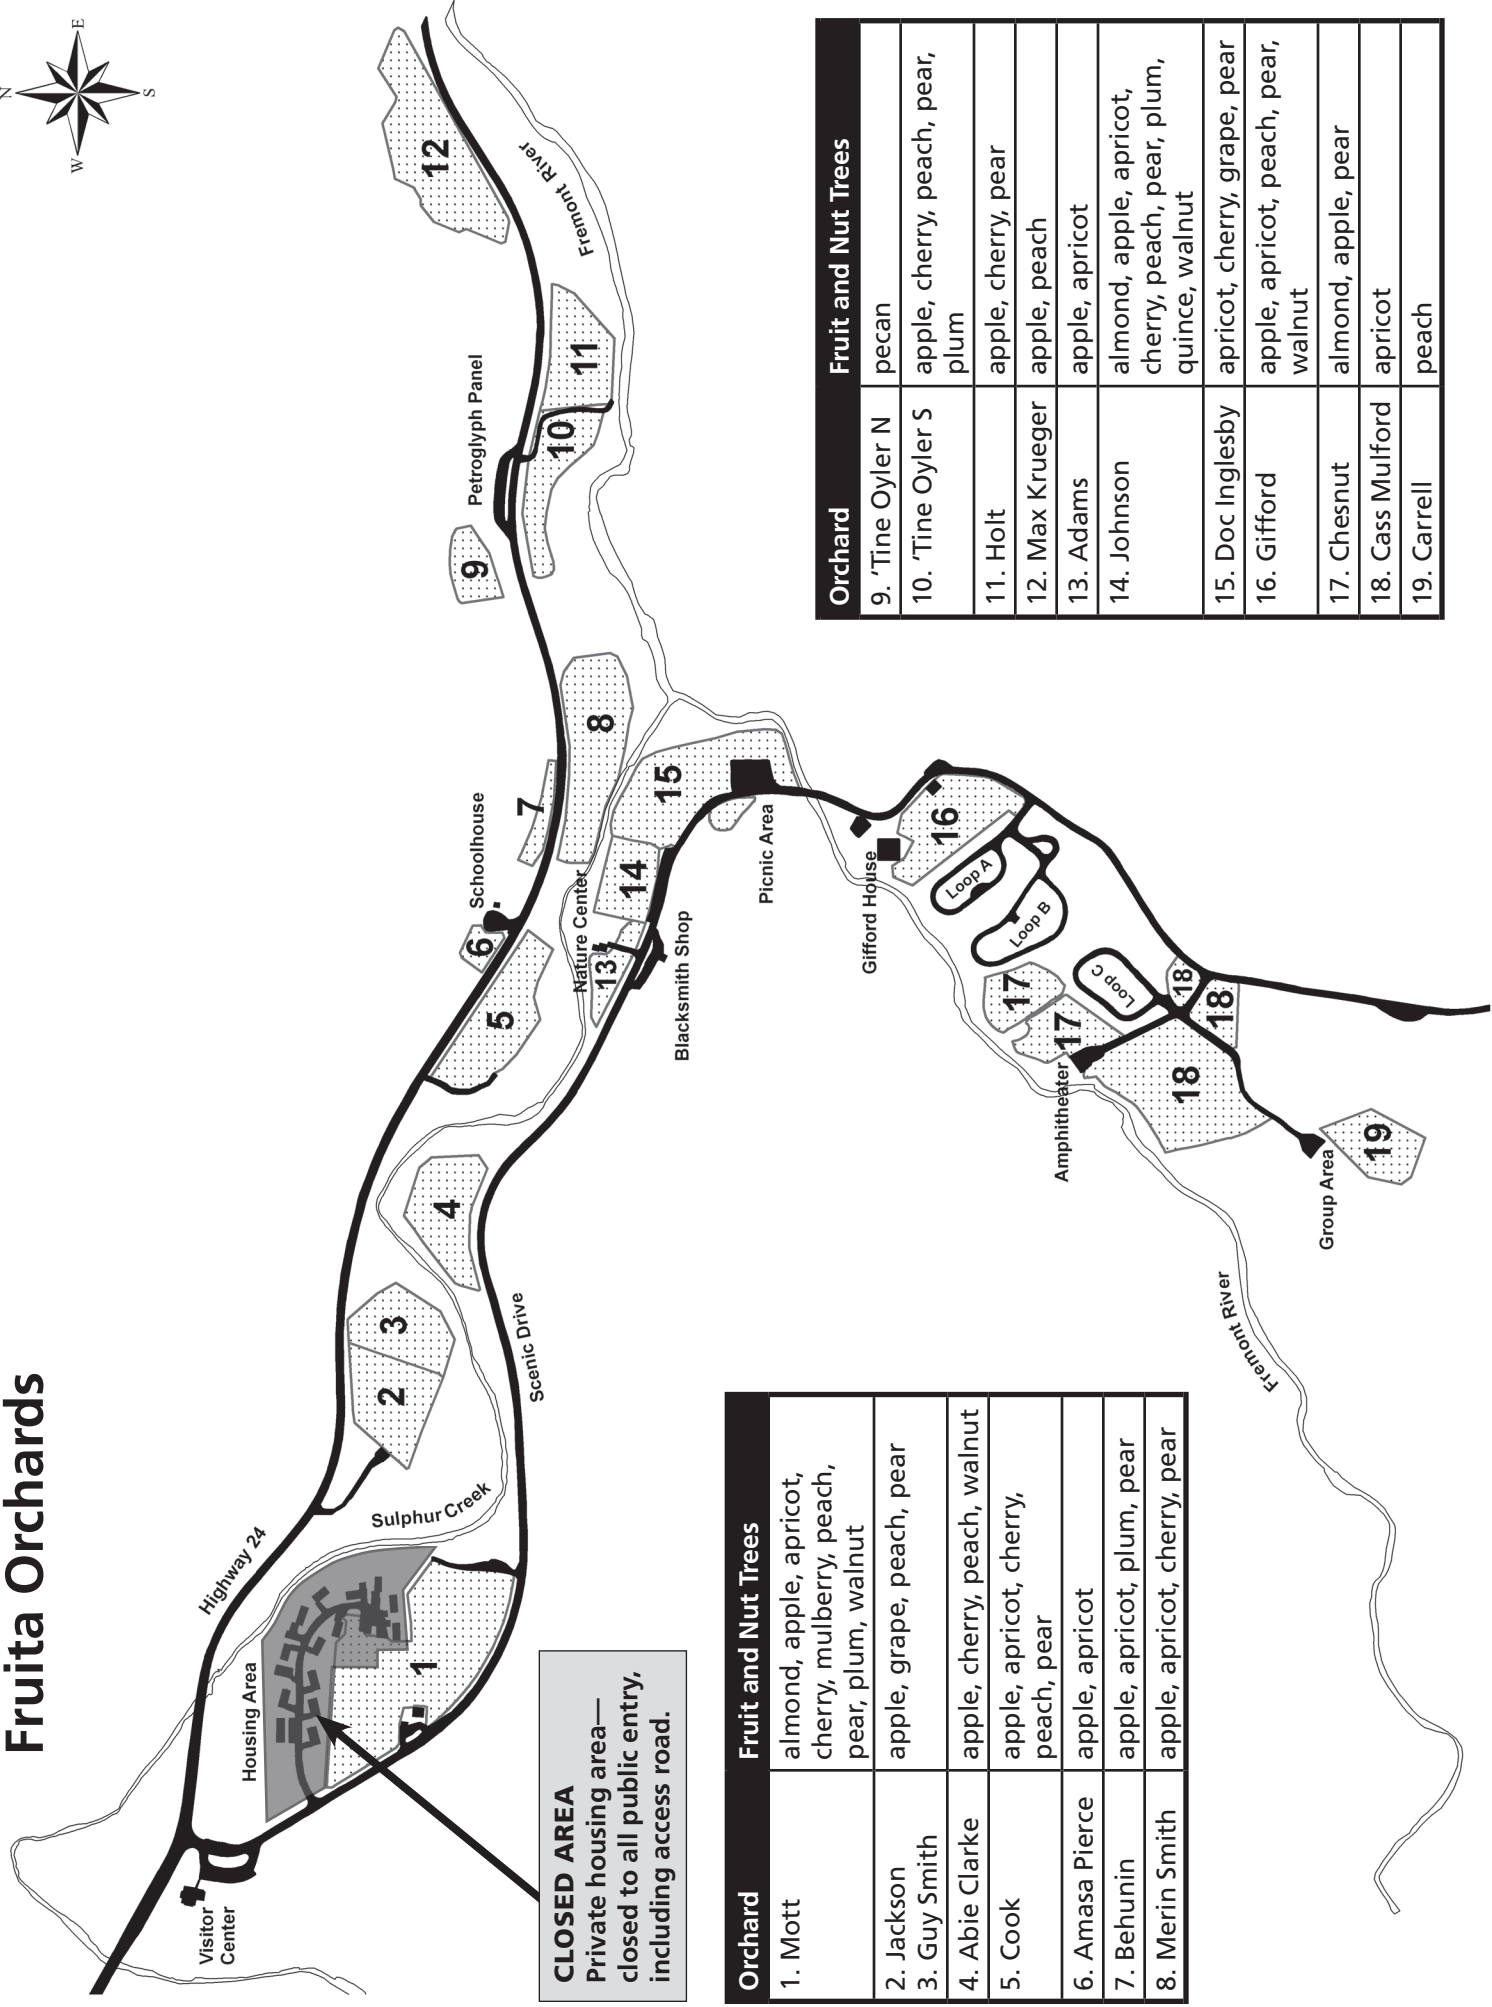 Fruita Orchards
N
E
S
W
Visitor
Center
Housing Area
Highway 24
Sulphur Creek
Scenic Drive
Schoolhouse
Petroglyph Panel
Fremont River
Nature Center
Blacksmith Shop
Picnic Area
Gifford House
Loop A
Loop B
Loop C
Amphitheater
Group Area
Fremont River
1
2
3
4
5
6
7
8
9
10
11
12
13
14
15
16
17
17
18
18
18
19
CLOSED AREA
Private housing area—
closed to all public entry,
including access road.
Orchard Fruit and Nut Trees
1. Mott almond, apple, apricot,
cherry, mulberry, peach,
pear, plum, walnut
2. Jackson apple, grape, peach, pear
3. Guy Smith
4. Abie Clarke apple, cherry, peach, walnut
5. Cook apple, apricot, cherry,
peach, pear
6. Amasa Pierce apple, apricot
7. Behunin apple, apricot, plum, pear
8. Merin Smith apple, apricot, cherry, pear
Orchard Fruit and Nut Trees
9. ‘Tine Oyler N pecan
10. ‘Tine Oyler S apple, cherry, peach, pear,
plum
11. Holt apple, cherry, pear
12. Max Krueger apple, peach
13. Adams apple, apricot
14. Johnson almond, apple, apricot,
cherry, peach, pear, plum,
quince, walnut
15. Doc Inglesby apricot, cherry, grape, pear
16. Gifford apple, apricot, peach, pear,
walnut
17. Chesnut almond, apple, pear
18. Cass Mulford apricot
19. Carrell peach